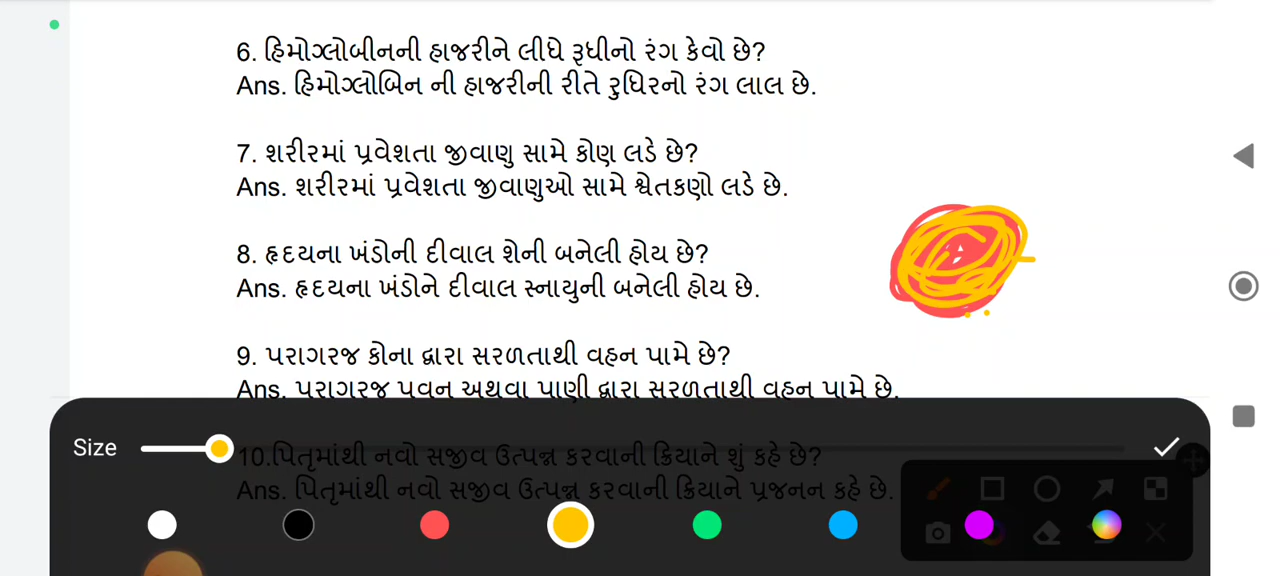 6. હિમોગ્લોબીનની હાજરીને લીધે રૂધીનો રંગ કેવો છે?
Ans. હિમોગ્લોબિન ની હાજરીની રીતે રુધિરનો રંગ લાલ છે.
7. શરીરમાં પ્રવેશતા જીવાણુ સામે કોણ લડે છે?
Ans. શરીરમાં પ્રવેશતા જીવાણુઓ સામે શ્વેતકણો લડે છે.
8. હૃદયના ખંડોની દીવાલ શેની બનેલી હોય છે?
Ans. હૃદયના ખંડોને દીવાલ સ્નાયુની બનેલી હોય છે.
9. પરાગરજ કોના દ્વારા સરળતાથી વહન પામે છે?
Ans. પરાગરજ પવન અથવા પાણી દ્વારા સરળતાથી વહન પામે છે.
Size
10.પિતૃમાંથી નવો સજીવ ઉત્પન્ન કરવાની ક્રિયાને શું કહે છે?
Ans. પિતૃમાંથી નવો સજીવ ઉત્પન્ન કરવાની ક્રિયાને પ્રજનન કહે છે.